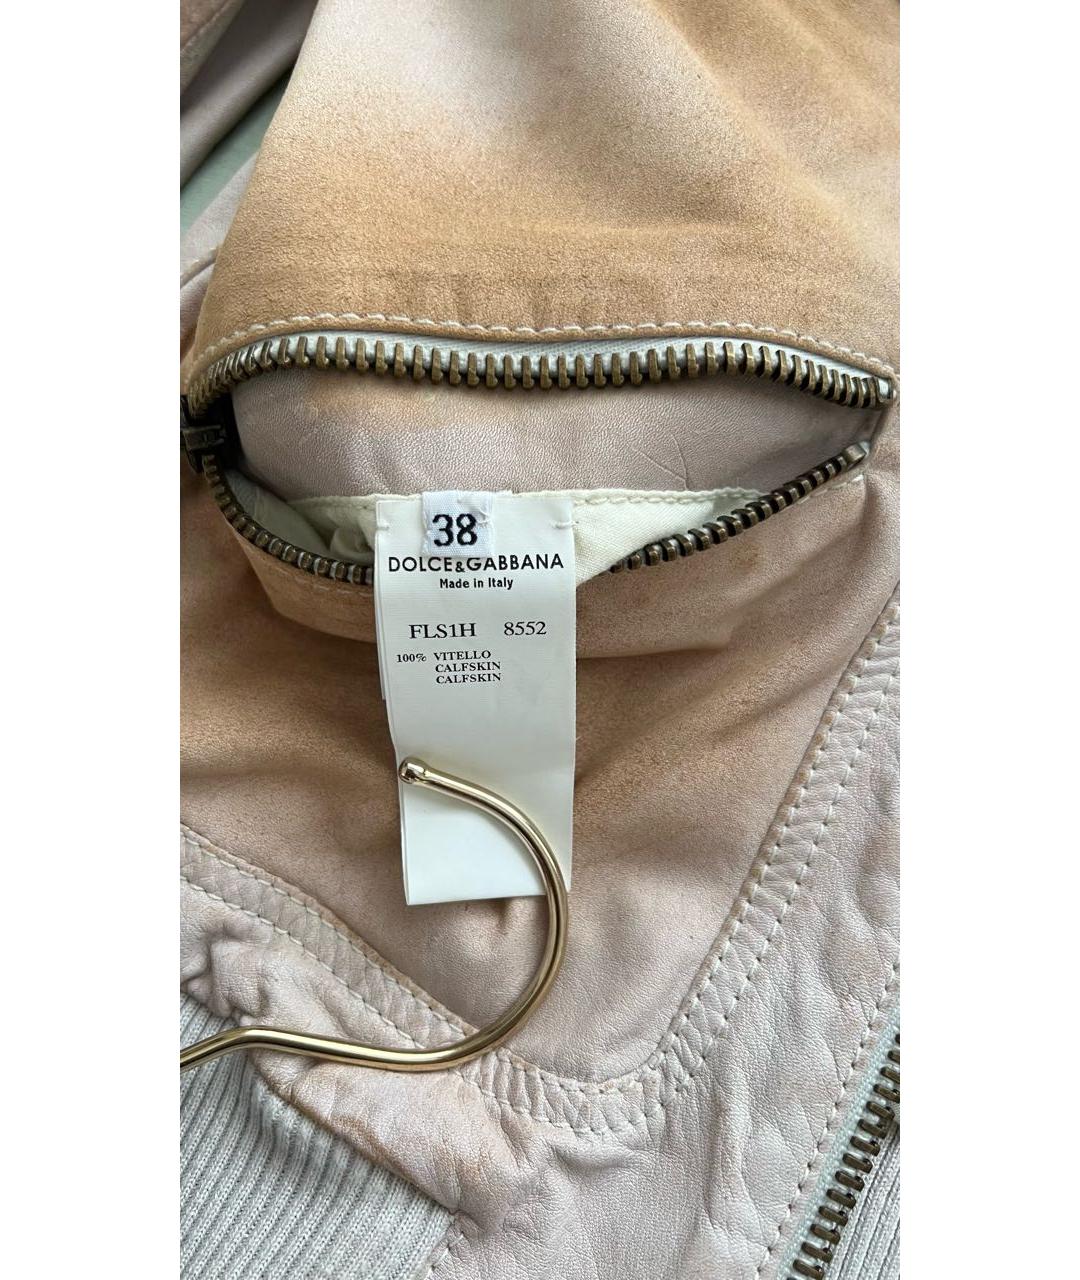 38
DOLCE&GABBANA
Made in Italy
FLS1H 8552
100% VITELLO
CALFSKIN
CALFSKIN